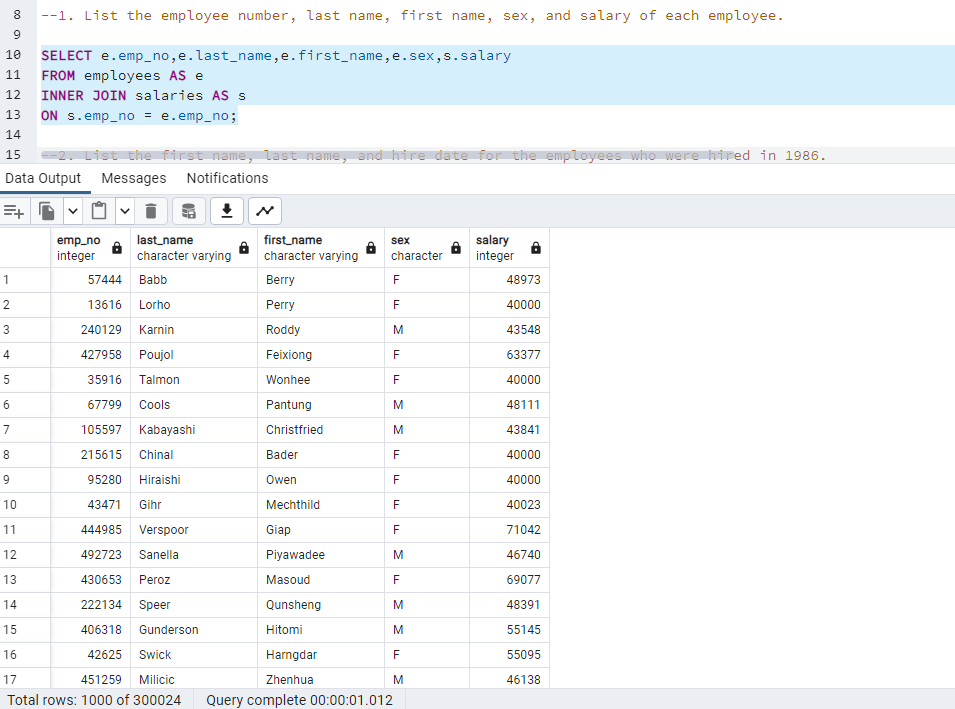 8 --1. List the employee number, last name, first name, sex, and salary of each employee.
9
10 SELECT e.emp_no,e.last_name,e.first_name,e.sex,s.salary
11 FROM employees AS e
12 INNER JOIN salaries AS s
13 ON s.emp_no = e.emp_no;
14
15 --2. List the first name, last name, and hire date for the employees who were hired in 1986.
Data Output Messages Notifications
emp_no last_name first_name sex salary
integer character varying character varying character integer
1 57444 Babb Berry F 48973
2 13616 Lorho Perry F 40000
3 240129 Karnin Roddy M 43548
4 427958 Poujol Feixiong F 63377
5 35916 Talmon Wonhee F 40000
6 67799 Cools Pantung M 48111
7 105597 Kabayashi Christfried M 43841
8 215615 Chinal Bader F 40000
9 95280 Hiraishi Owen F 40000
10 43471 Gihr Mechthild F 40023
11 444985 Verspoor Giap F 71042
12 492723 Sanella Piyawadee M 46740
13 430653 Peroz Masoud F 69077
14 222134 Speer Qunsheng M 48391
15 406318 Gunderson Hitomi M 55145
16 42625 Swick Harngdar F 55095
17 451259 Milicic Zhenhua M 46138
Total rows: 1000 of 300024 Query complete 00:00:01.012